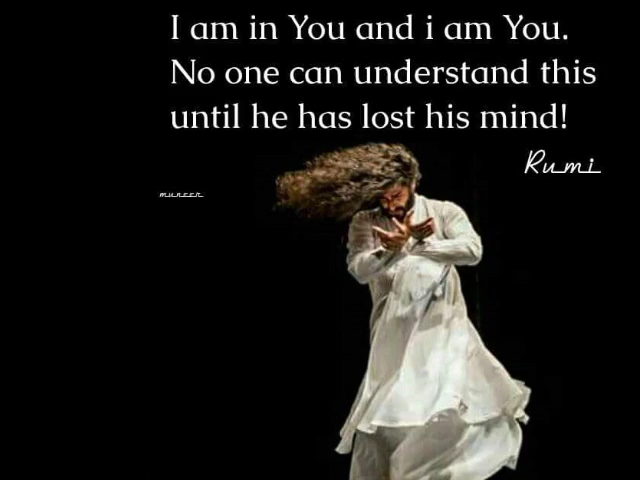 I am in You and i am You.
No one can understand this
until he has lost his mind!
Rumi
muneer